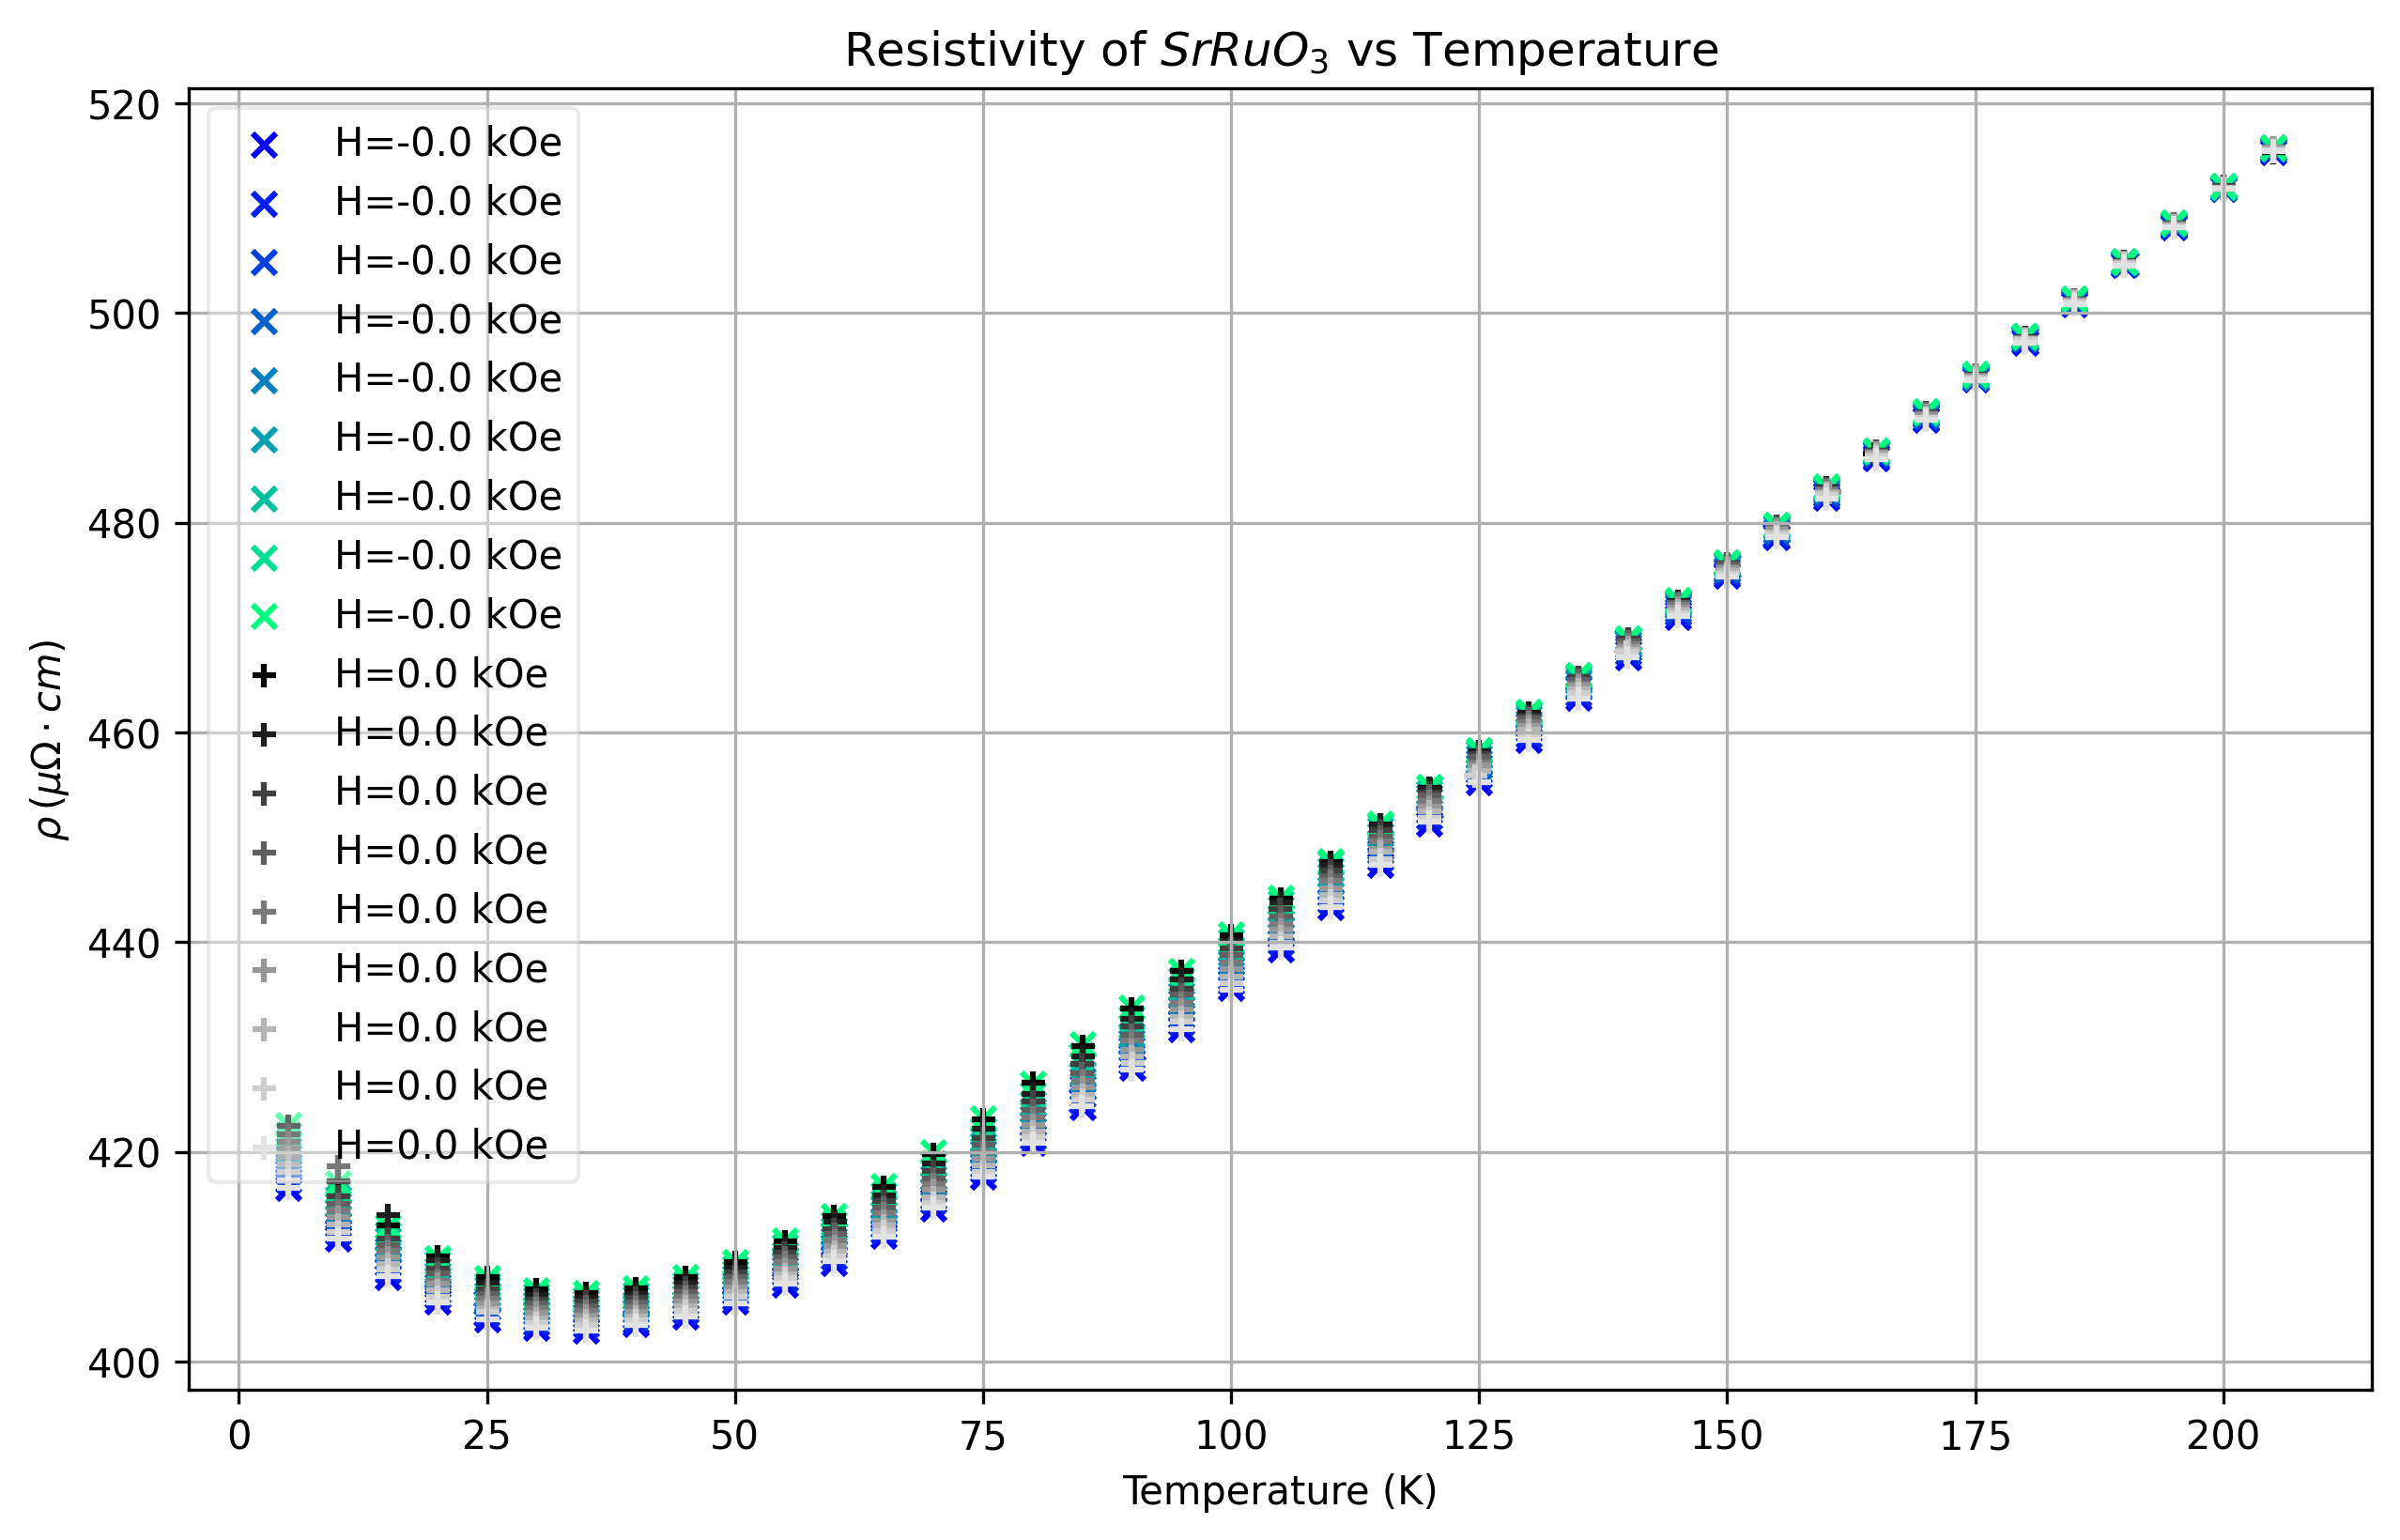 Resistivity of SrRuO₃ vs Temperature
520
500
480
460
440
420
400
ρ (μΩ · cm)
H=-0.0 kOe
H=-0.0 kOe
H=-0.0 kOe
H=-0.0 kOe
H=-0.0 kOe
H=-0.0 kOe
H=-0.0 kOe
H=-0.0 kOe
H=-0.0 kOe
H=0.0 kOe
H=0.0 kOe
H=0.0 kOe
H=0.0 kOe
H=0.0 kOe
H=0.0 kOe
H=0.0 kOe
H=0.0 kOe
H=0.0 kOe
0 25 50 75 100 125 150 175 200
Temperature (K)